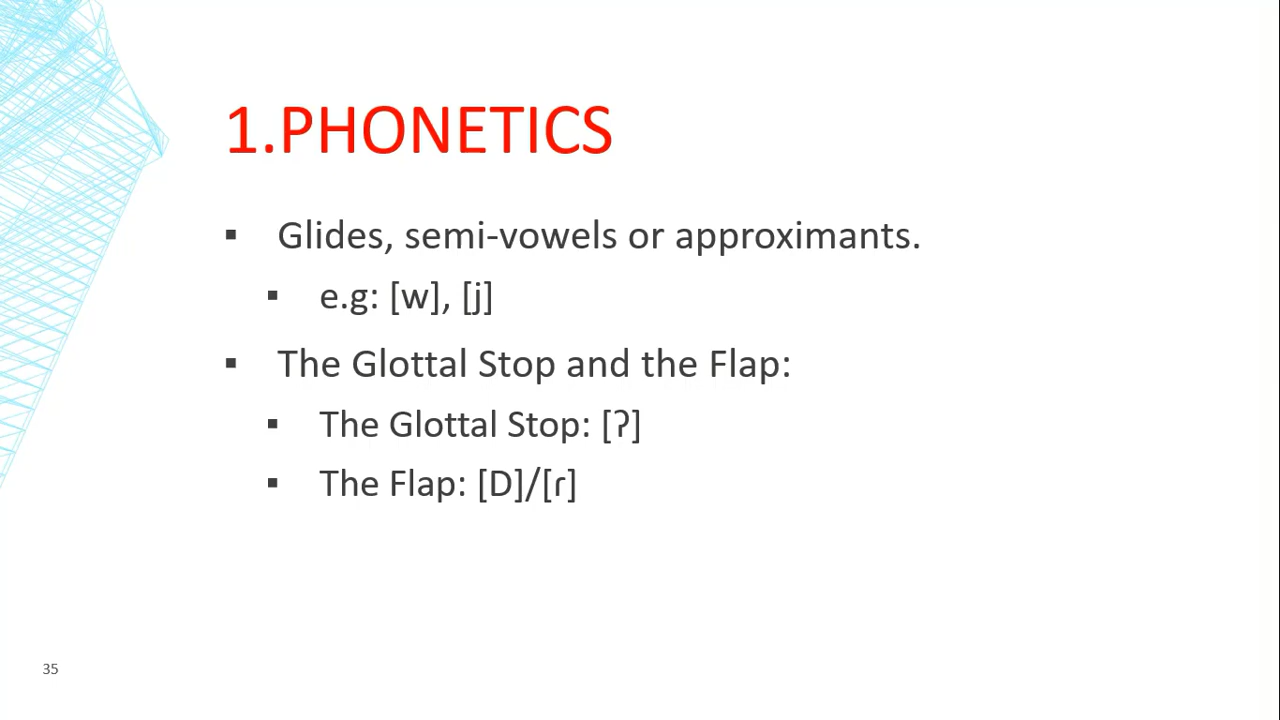 1.PHONETICS
▪ Glides, semi-vowels or approximants.
▪ e.g: [w], [j]
▪ The Glottal Stop and the Flap:
▪ The Glottal Stop: [ʔ]
▪ The Flap: [D]/[ɾ]
35